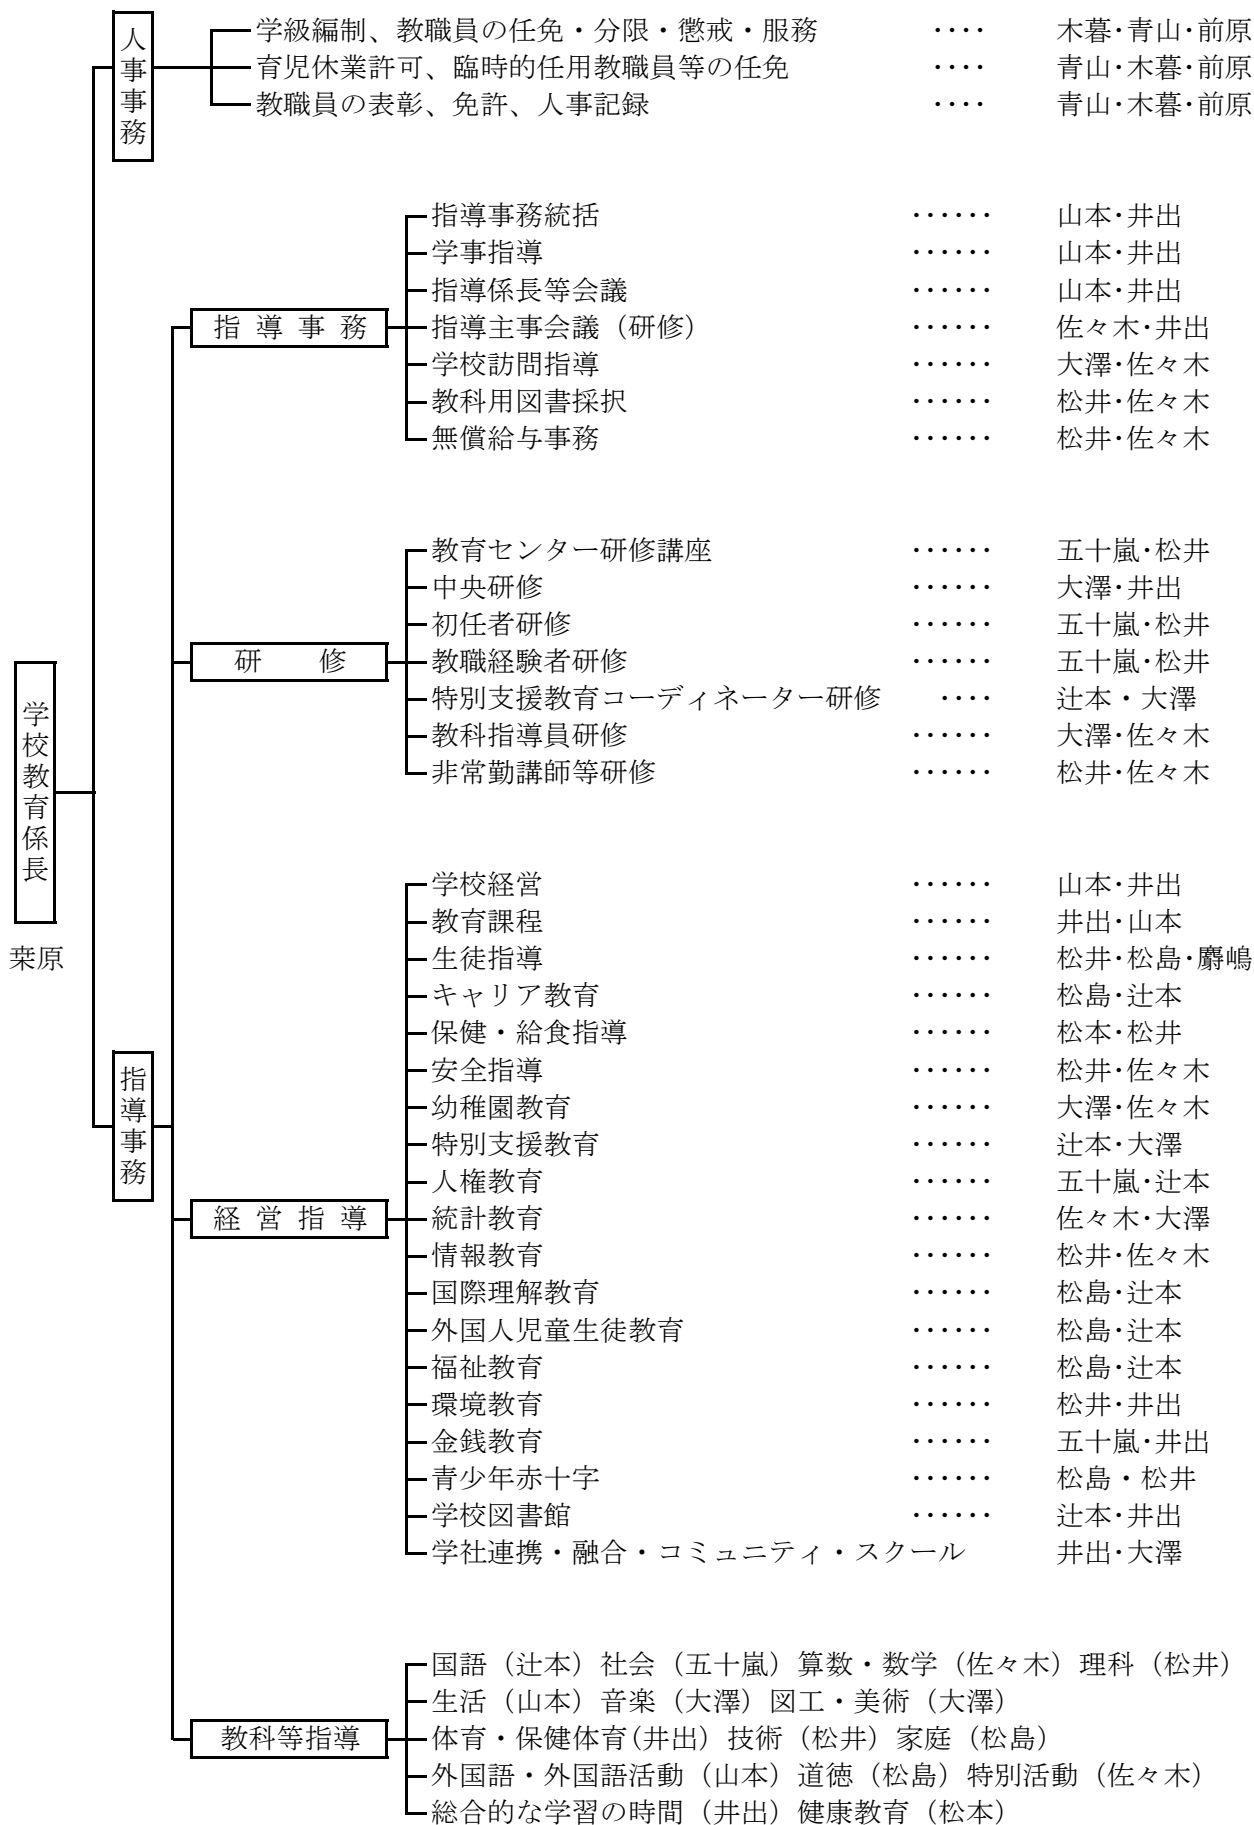 人事事務
学級編制、教職員の任免・分限・懲戒・服務 ‥‥ 木暮･青山･前原
育児休業許可、臨時的任用教職員等の任免 ‥‥ 青山･木暮･前原
教職員の表彰、免許、人事記録 ‥‥ 青山･木暮･前原
指導事務統括 ‥‥‥ 山本･井出
学事指導 ‥‥‥ 山本･井出
指導係長等会議 ‥‥‥ 山本･井出
指導事務
指導主事会議（研修） ‥‥‥ 佐々木･井出
学校訪問指導 ‥‥‥ 大澤･佐々木
教科用図書採択 ‥‥‥ 松井･佐々木
無償給与事務 ‥‥‥ 松井･佐々木
教育センター研修講座 ‥‥‥ 五十嵐･松井
中央研修 ‥‥‥ 大澤･井出
初任者研修 ‥‥‥ 五十嵐･松井
研　修
教職経験者研修 ‥‥‥ 五十嵐･松井
特別支援教育コーディネーター研修 ‥‥ 辻本・大澤
教科指導員研修 ‥‥‥ 大澤･佐々木
非常勤講師等研修 ‥‥‥ 松井･佐々木
学校教育係長
桒原
学校経営 ‥‥‥ 山本･井出
教育課程 ‥‥‥ 井出･山本
生徒指導 ‥‥‥ 松井･松島･麝嶋
キャリア教育 ‥‥‥ 松島･辻本
保健・給食指導 ‥‥‥ 松本･松井
指導事務
安全指導 ‥‥‥ 松井･佐々木
幼稚園教育 ‥‥‥ 大澤･佐々木
特別支援教育 ‥‥‥ 辻本･大澤
人権教育 ‥‥‥ 五十嵐･辻本
経営指導
統計教育 ‥‥‥ 佐々木･大澤
情報教育 ‥‥‥ 松井･佐々木
国際理解教育 ‥‥‥ 松島･辻本
外国人児童生徒教育 ‥‥‥ 松島･辻本
福祉教育 ‥‥‥ 松島･辻本
環境教育 ‥‥‥ 松井･井出
金銭教育 ‥‥‥ 五十嵐･井出
青少年赤十字 ‥‥‥ 松島・松井
学校図書館 ‥‥‥ 辻本･井出
学社連携・融合・コミュニティ・スクール 井出･大澤
国語（辻本）社会（五十嵐）算数・数学（佐々木）理科（松井）
生活（山本）音楽（大澤）図工・美術（大澤）
教科等指導
体育・保健体育(井出）技術（松井）家庭（松島）
外国語・外国語活動（山本）道徳（松島）特別活動（佐々木）
総合的な学習の時間（井出）健康教育（松本）